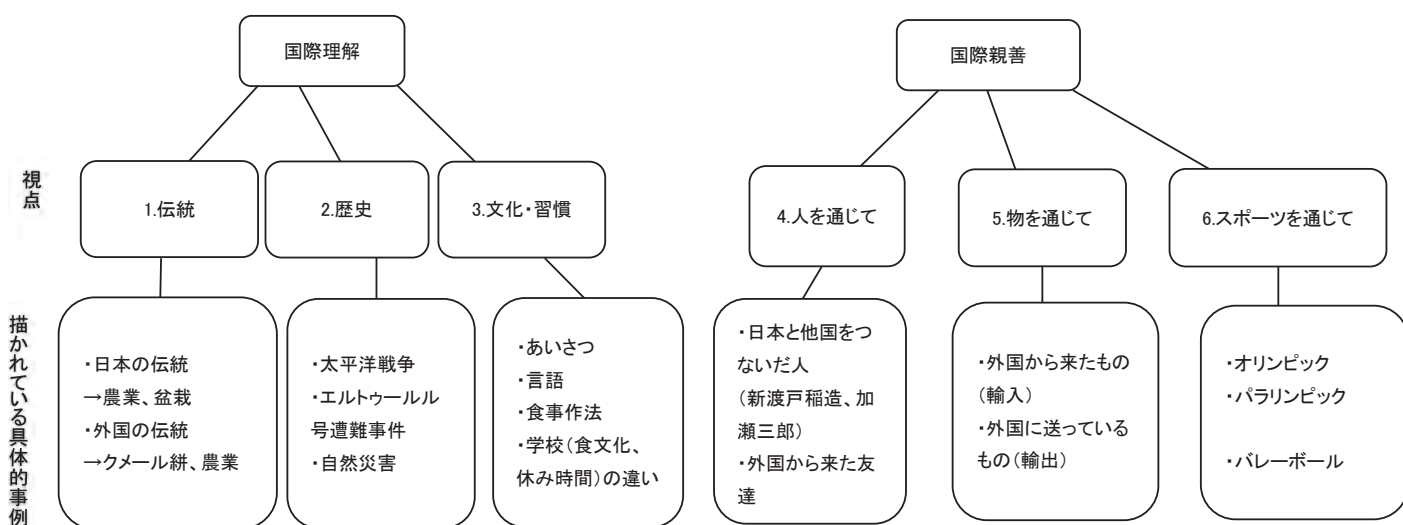 国際理解
国際親善
視点
1.伝統
2.歴史
3.文化・習慣
4.人を通じて
5.物を通じて
6.スポーツを通じて
描かれている具体的事例
・日本の伝統
→農業、盆栽
・外国の伝統
→クメール絣、農業
・太平洋戦争
・エルトゥールル
号遭難事件
・自然災害
・あいさつ
・言語
・食事作法
・学校(食文化、
休み時間)の違い
・日本と他国をつ
ないだ人
(新渡戸稲造、加
瀬三郎)
・外国から来た友
達
・外国から来たもの
(輸入)
・外国に送っている
もの(輸出)
・オリンピック
・パラリンピック
・バレーボール